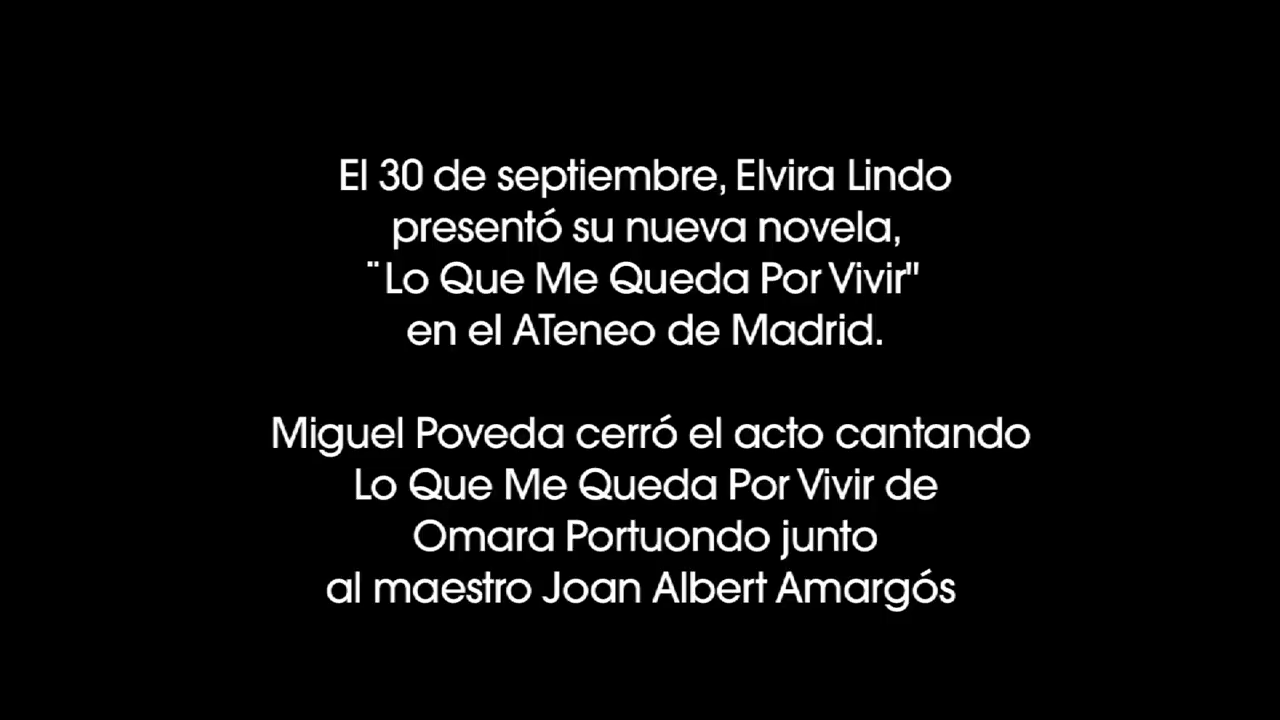 El 30 de septiembre, Elvira Lindo
presentó su nueva novela,
¨Lo Que Me Queda Por Vivir"
en el ATeneo de Madrid.
Miguel Poveda cerró el acto cantando
Lo Que Me Queda Por Vivir de
Omara Portuondo junto
al maestro Joan Albert Amargós